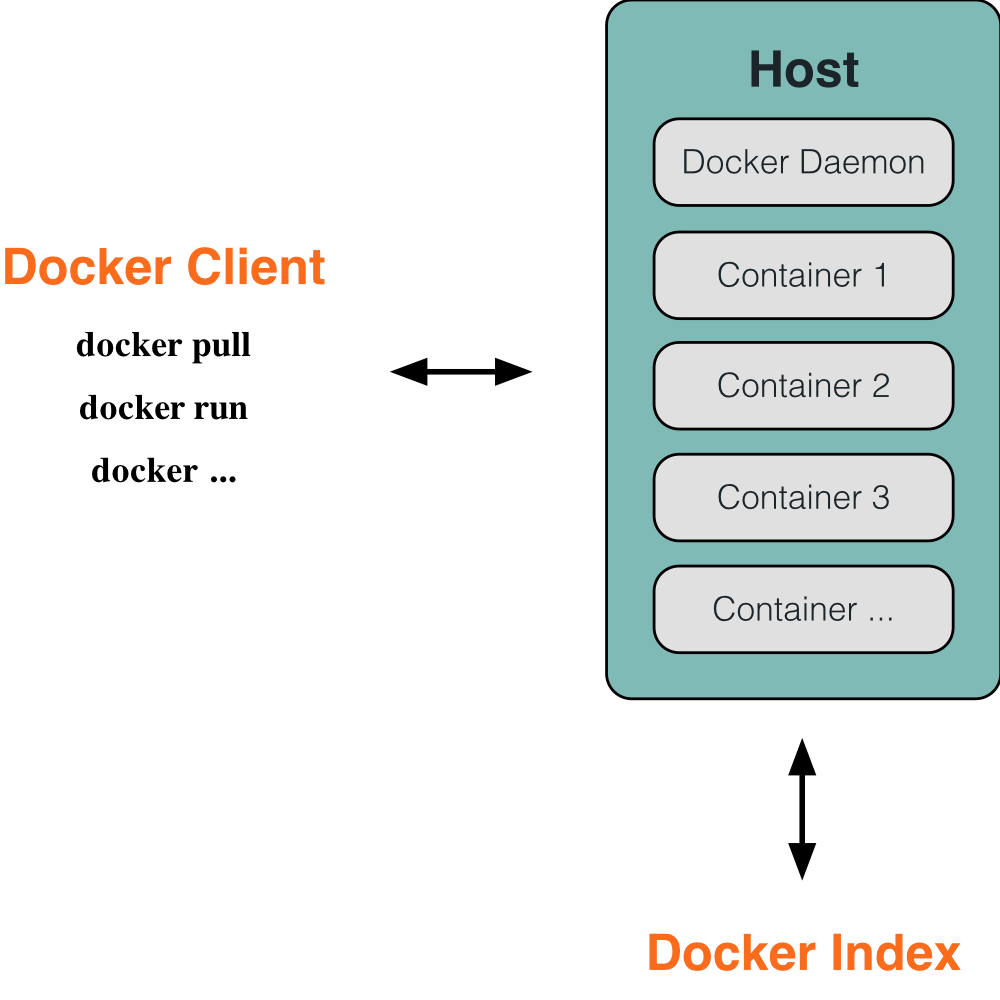 Docker Client
docker pull
docker run
docker ...
Host
Docker Daemon
Container 1
Container 2
Container 3
Container ...
Docker Index